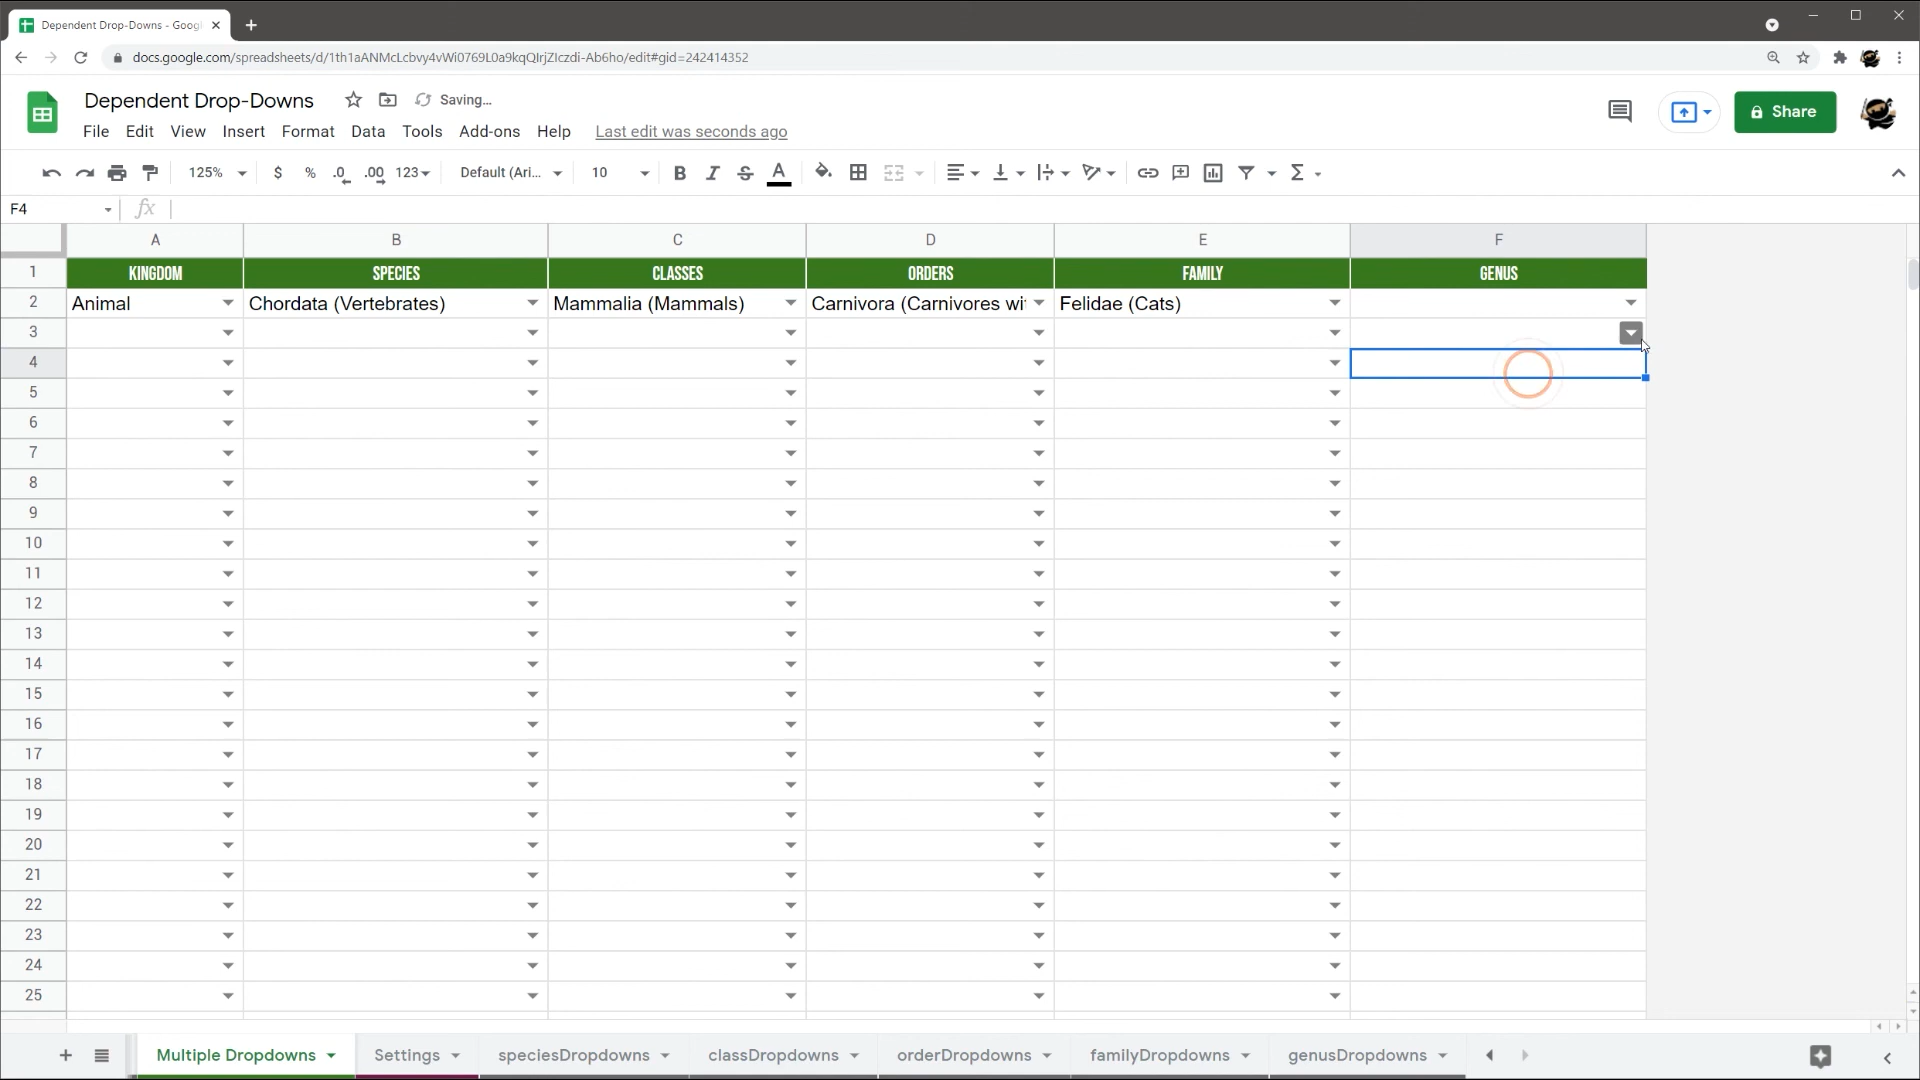 Dependent Drop-Downs - Goog
docs.google.com/spreadsheets/d/1th1aANMcLcbvy4vWi0769L0a9kqQIrjZIczdi-Ab6ho/edit#gid=242414352
Dependent Drop-Downs Saving...
File Edit View Insert Format Data Tools Add-ons Help Last edit was seconds ago
Share
125% $ % .0 .00 123 Default (Ari... 10 B I S A
F4 fx
A B C D E F
1 KINGDOM SPECIES CLASSES ORDERS FAMILY GENUS
2 Animal Chordata (Vertebrates) Mammalia (Mammals) Carnivora (Carnivores wi Felidae (Cats)
3
4
5
6
7
8
9
10
11
12
13
14
15
16
17
18
19
20
21
22
23
24
25
Multiple Dropdowns Settings speciesDropdowns classDropdowns orderDropdowns familyDropdowns genusDropdowns